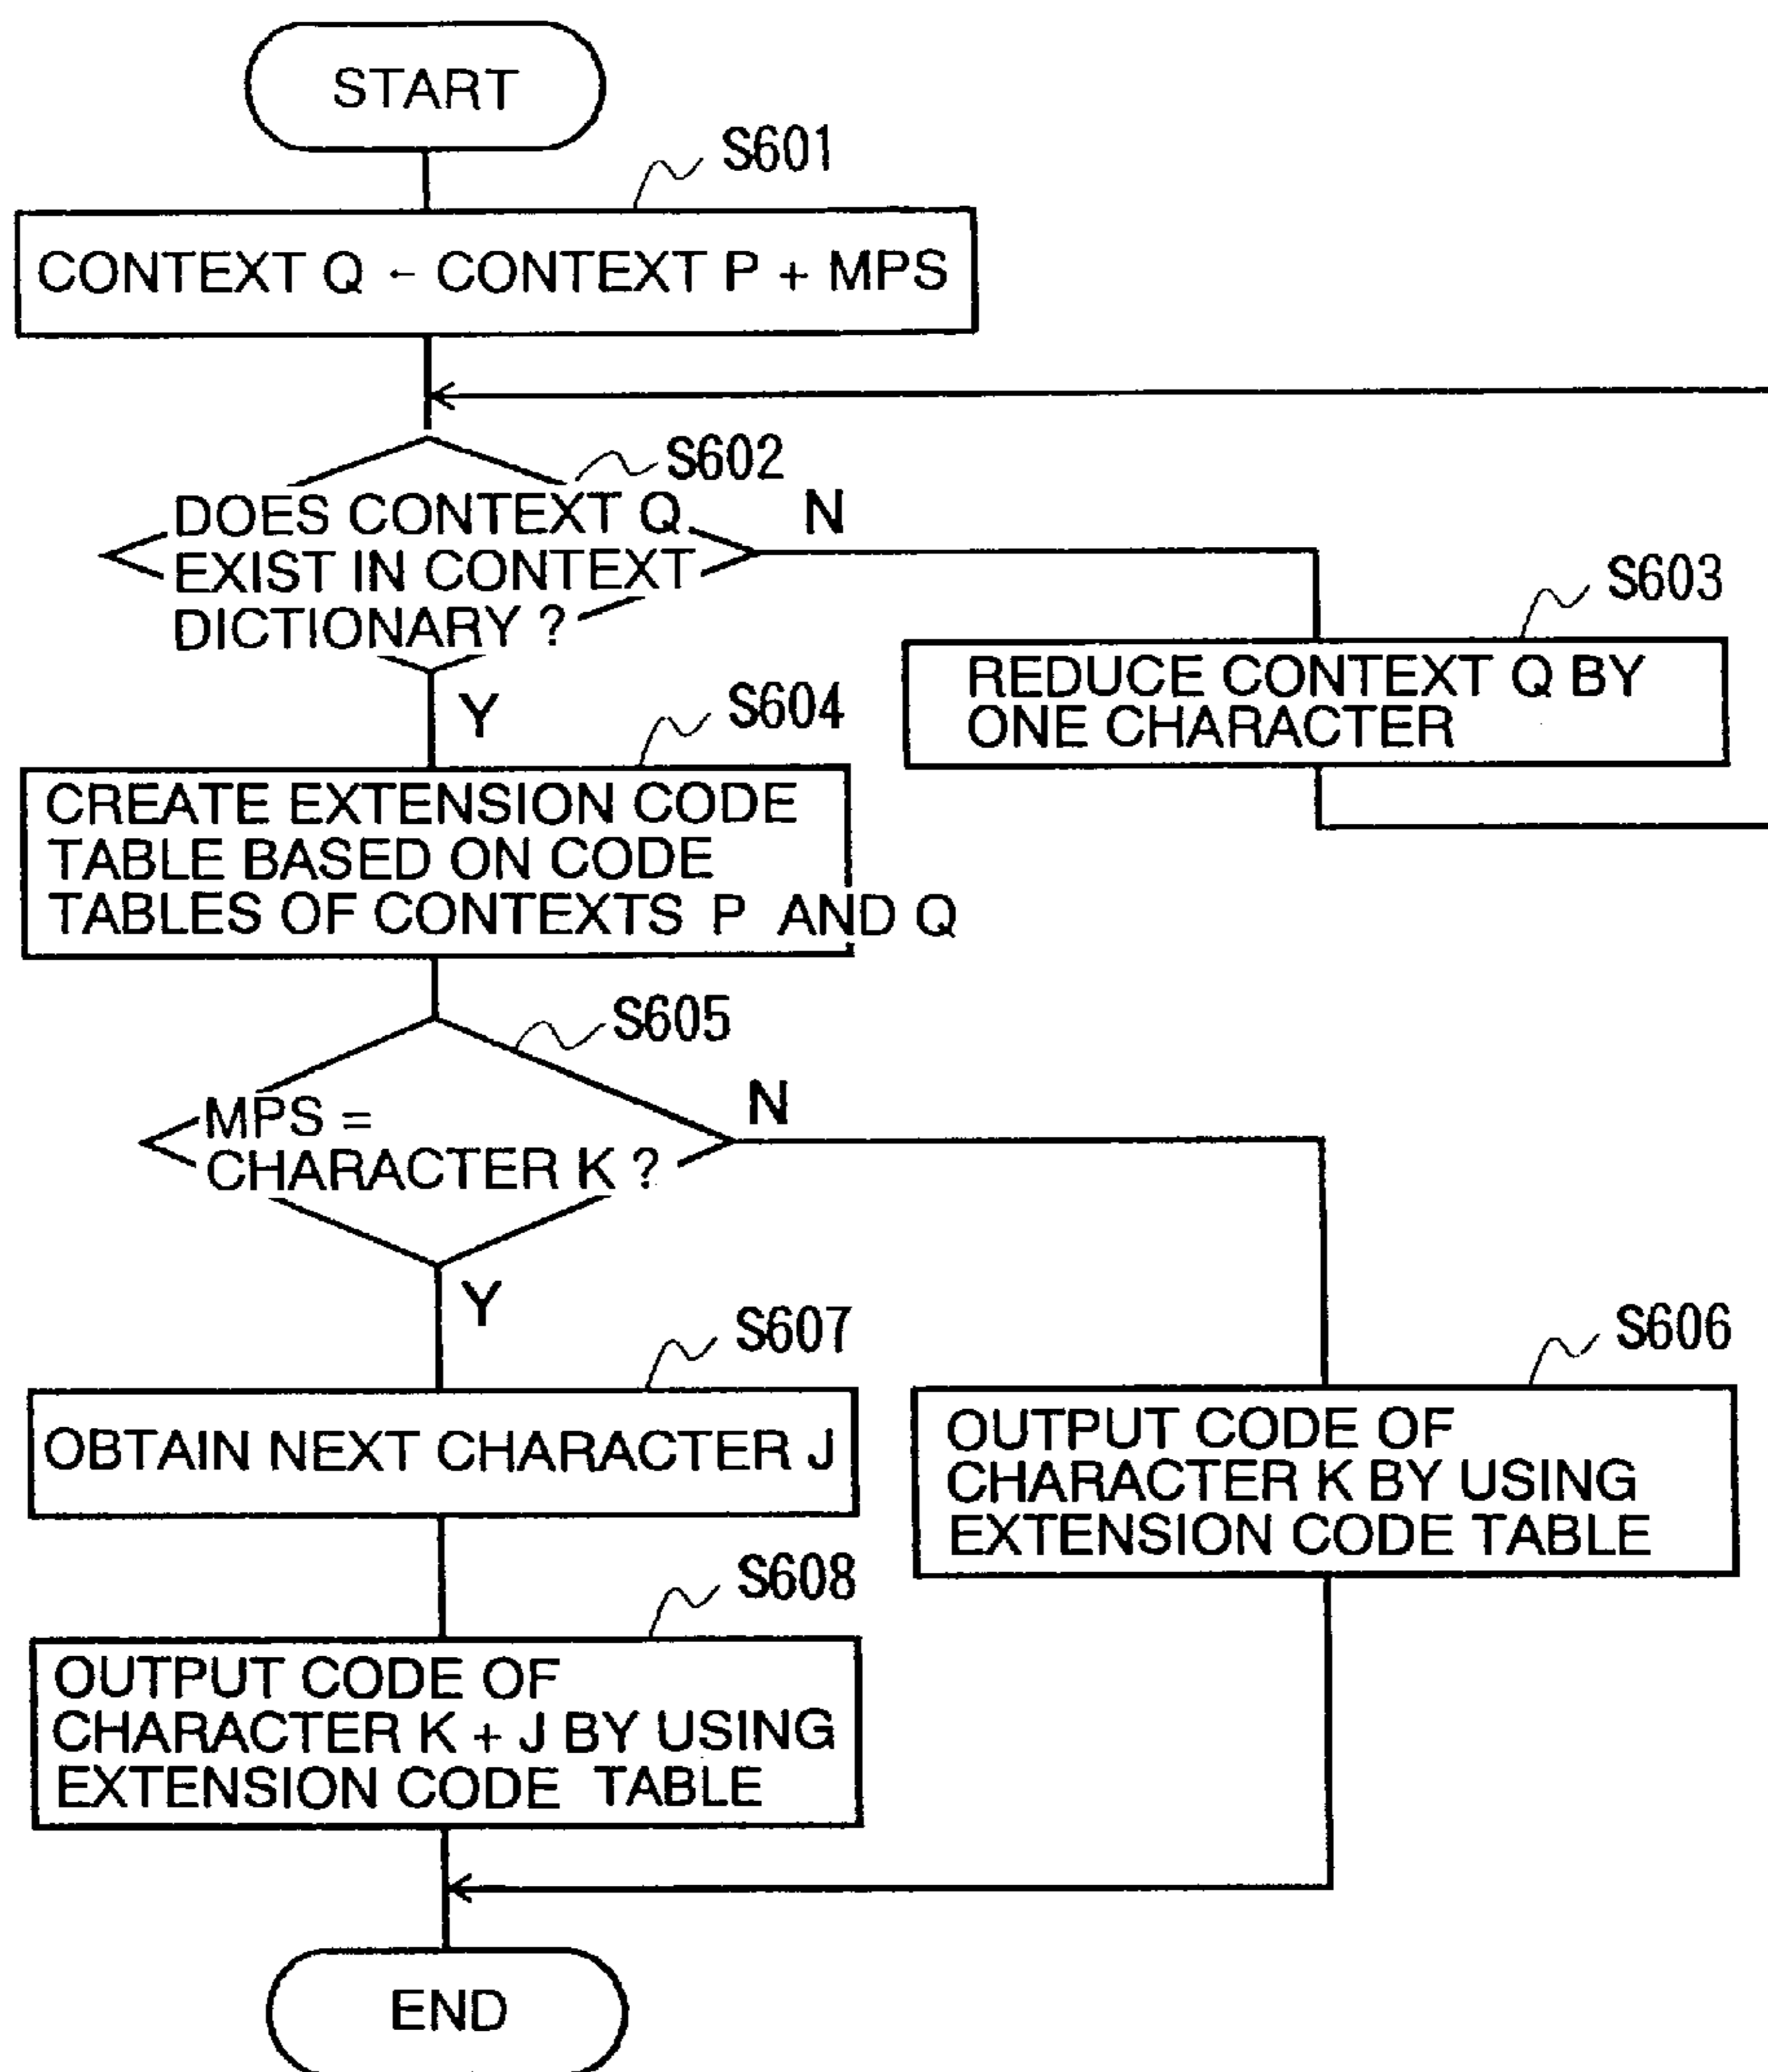 START
S601
CONTEXT Q ← CONTEXT P + MPS
S602
DOES CONTEXT Q
EXIST IN CONTEXT
DICTIONARY ?
N
S603
REDUCE CONTEXT Q BY
ONE CHARACTER
Y
S604
CREATE EXTENSION CODE
TABLE BASED ON CODE
TABLES OF CONTEXTS P AND Q
S605
MPS =
CHARACTER K ?
N
Y
S607
OBTAIN NEXT CHARACTER J
S606
OUTPUT CODE OF
CHARACTER K BY USING
EXTENSION CODE TABLE
S608
OUTPUT CODE OF
CHARACTER K + J BY USING
EXTENSION CODE TABLE
END